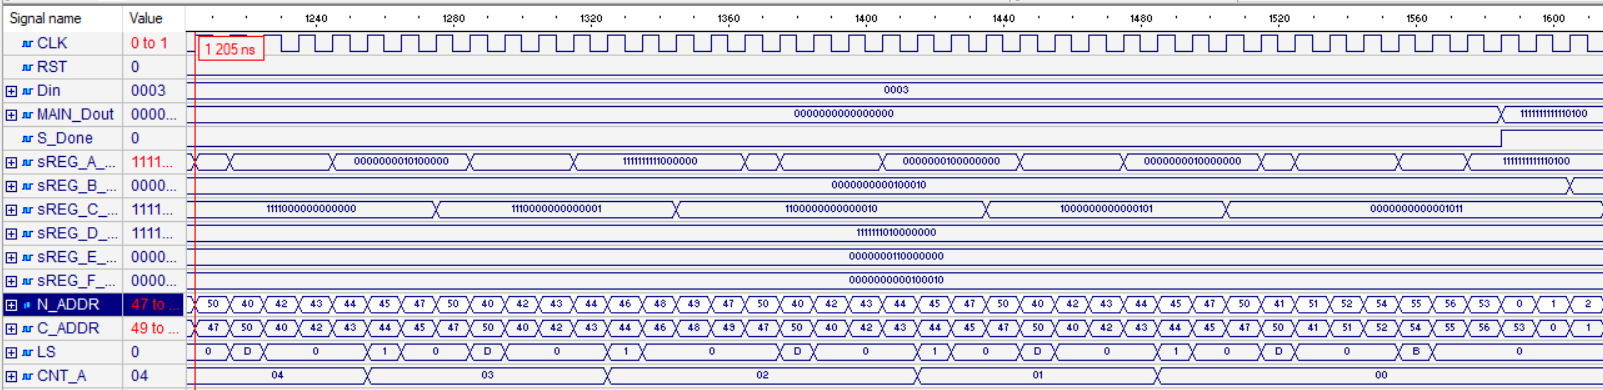 Signal name Value 1240 1280 1320 1360 1400 1440 1480 1520 1560 1600
CLK 0 to 1 1 205 ns
RST 0
Din 0003 0003
MAIN_Dout 0000... 0000000000000000 1111111111110100
S_Done 0
sREG_A_... 1111... 0000000010100000 1111111111000000 0000000100000000 0000000010000000 1111111111110100
sREG_B_... 0000... 0000000000100010
sREG_C_... 1111... 1111000000000000 1110000000000001 1100000000000010 1000000000000101 0000000000001011
sREG_D_... 1111... 1111111010000000
sREG_E_... 0000... 0000000110000000
sREG_F_... 0000... 0000000000100010
N_ADDR 47 to ... 50 40 42 43 44 45 47 50 40 42 43 44 46 48 49 47 50 40 42 43 44 45 47 50 40 42 43 44 45 47 50 41 51 52 54 55 56 53 0 1 2
C_ADDR 49 to ... 47 50 40 42 43 44 45 47 50 40 42 43 44 46 48 49 47 50 40 42 43 44 45 47 50 40 42 43 44 45 47 50 41 51 52 54 55 56 53 0 1
LS 0 0 D 0 1 0 D 0 1 0 D 0 1 0 D 0 1 0 D 0 B 0
CNT_A 04 04 03 02 01 00